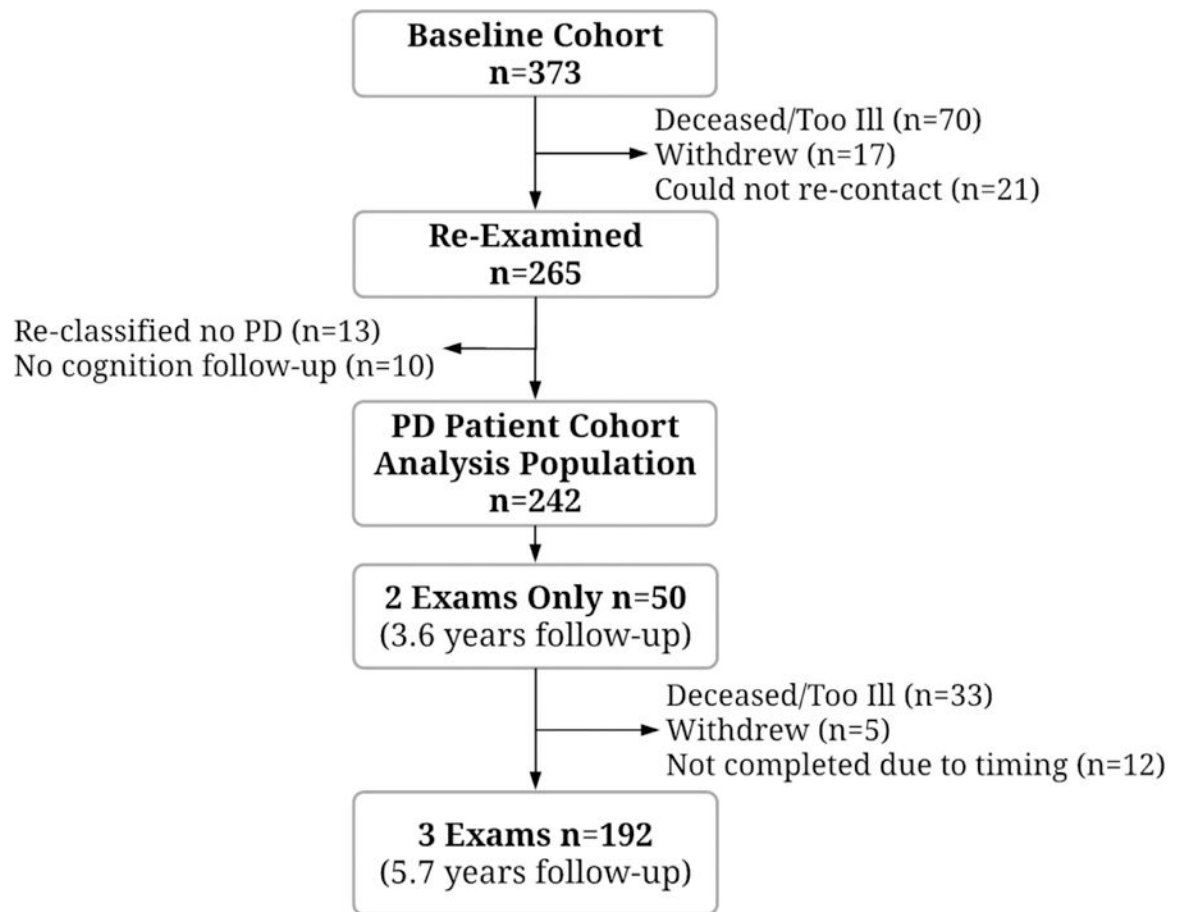 Baseline Cohort
n=373
Deceased/Too Ill (n=70)
Withdrew (n=17)
Could not re-contact (n=21)
Re-Examined
n=265
Re-classified no PD (n=13)
No cognition follow-up (n=10)
PD Patient Cohort
Analysis Population
n=242
2 Exams Only n=50
(3.6 years follow-up)
Deceased/Too Ill (n=33)
Withdrew (n=5)
Not completed due to timing (n=12)
3 Exams n=192
(5.7 years follow-up)